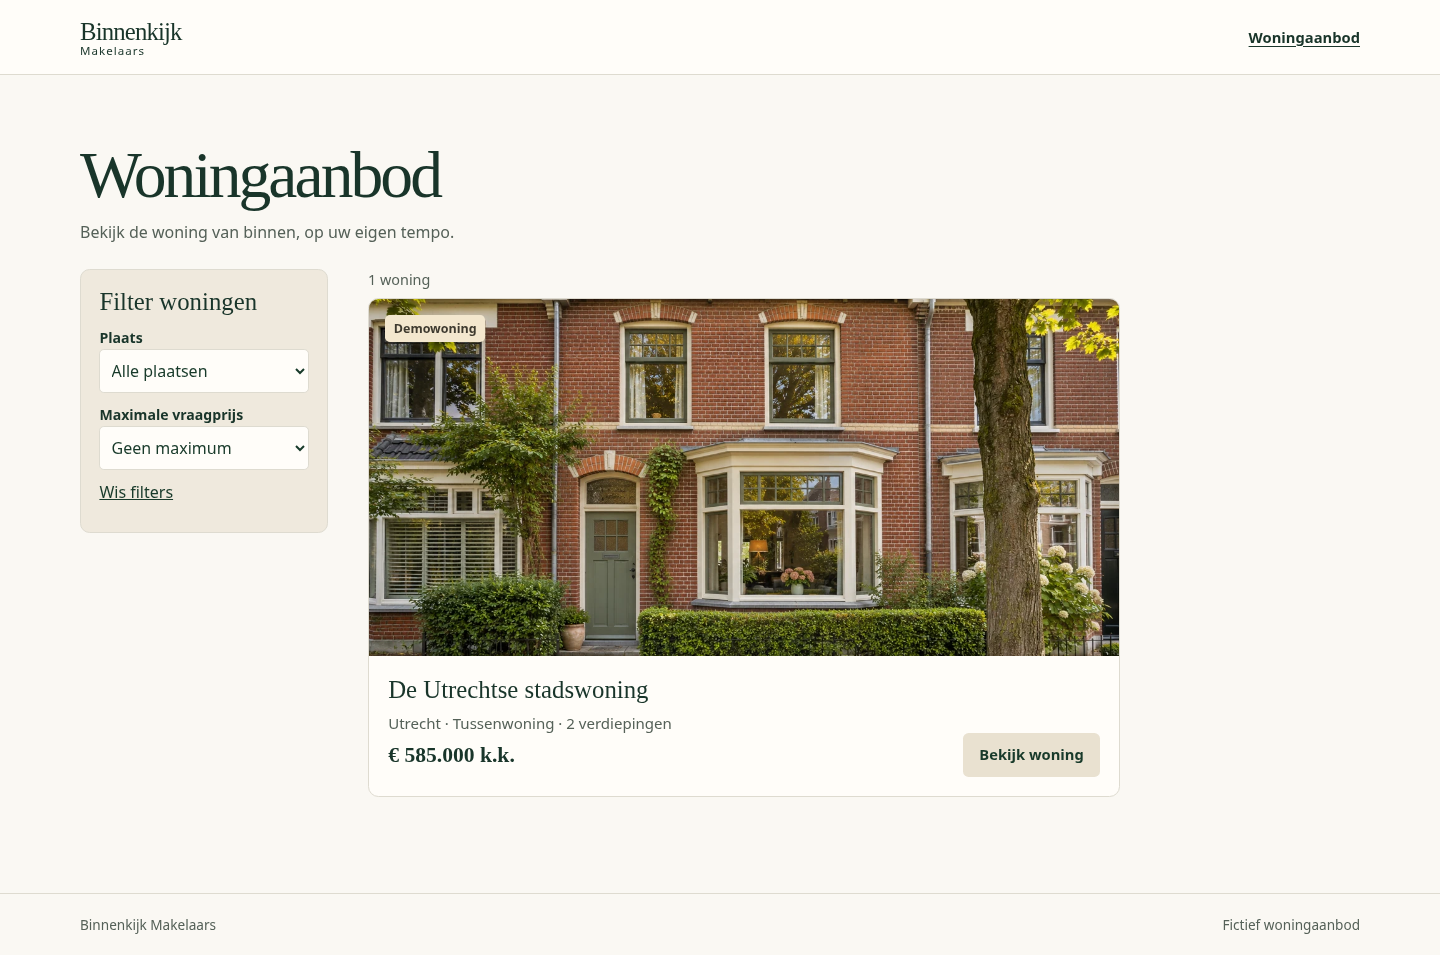 Binnenkijk
Makelaars
Woningaanbod
Woningaanbod
Bekijk de woning van binnen, op uw eigen tempo.
Filter woningen
Plaats
Alle plaatsen
Maximale vraagprijs
Geen maximum
Wis filters
1 woning
Demowoning
De Utrechtse stadswoning
Utrecht · Tussenwoning · 2 verdiepingen
€ 585.000 k.k.
Bekijk woning
Binnenkijk Makelaars
Fictief woningaanbod